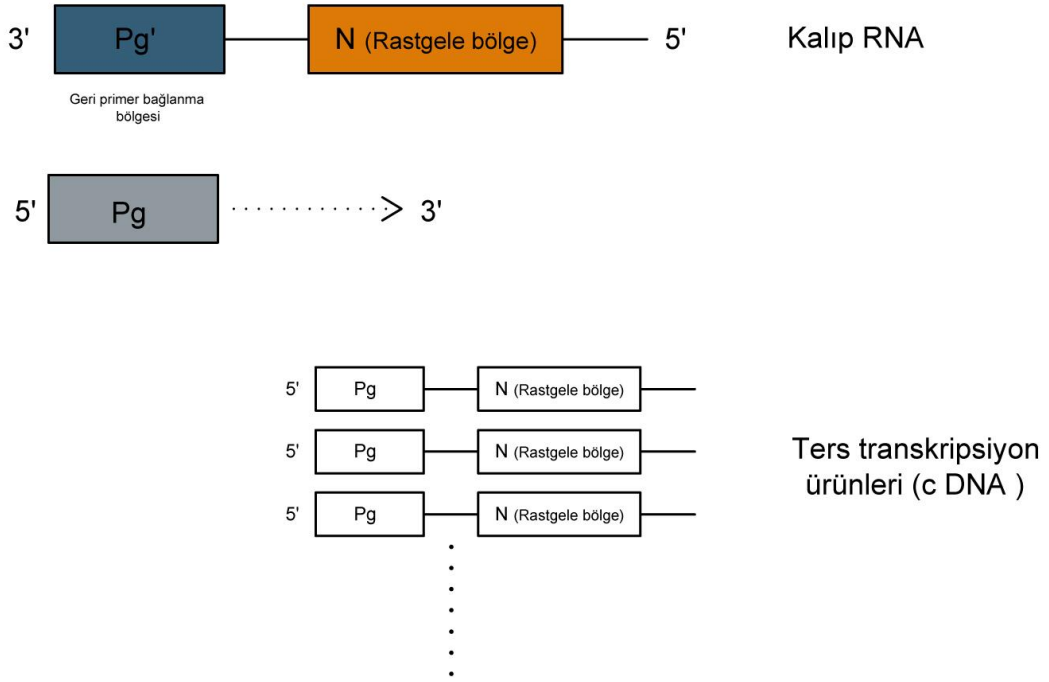 3' Pg' N (Rastgele bölge) 5' Kalıp RNA
Geri primer bağlanma
bölgesi
5' Pg 3'
5' Pg N (Rastgele bölge)
5' Pg N (Rastgele bölge)
Ters transkripsiyon
ürünleri (c DNA )
5' Pg N (Rastgele bölge)